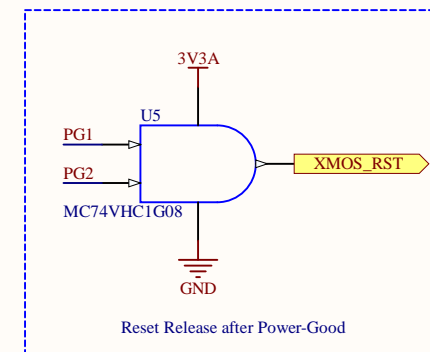 3V3A
U5
PG1
XMOS_RST
PG2
MC74VHC1G08
GND
Reset Release after Power-Good